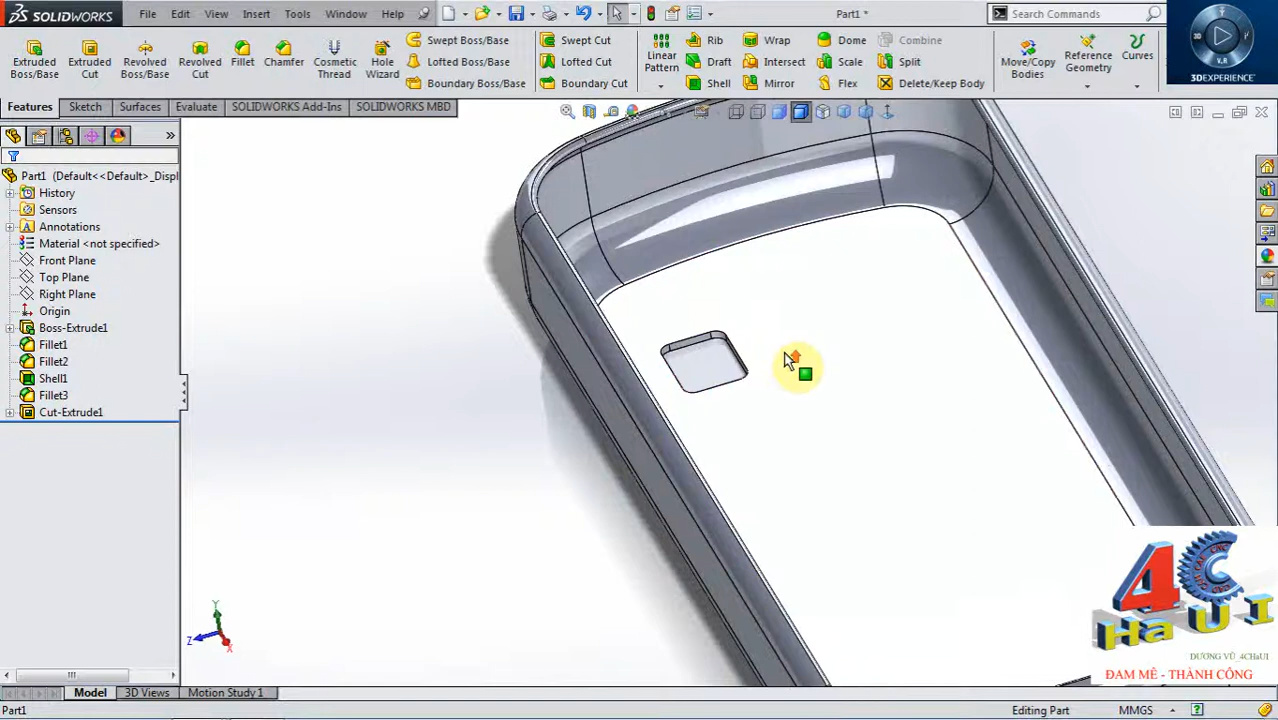 SOLIDWORKS File Edit View Insert Tools Window Help Part1 * Search Commands
Extruded Boss/Base
Extruded Cut
Revolved Boss/Base
Revolved Cut
Fillet
Chamfer
Cosmetic Thread
Hole Wizard
Swept Boss/Base
Lofted Boss/Base
Boundary Boss/Base
Swept Cut
Lofted Cut
Boundary Cut
Linear Pattern
Rib
Draft
Shell
Wrap
Intersect
Mirror
Dome
Scale
Flex
Combine
Split
Delete/Keep Body
Move/Copy Bodies
Reference Geometry
Curves
3D
V.R
3DEXPERIENCE
Features Sketch Surfaces Evaluate SOLIDWORKS Add-Ins SOLIDWORKS MBD
Part1 (Default<<Default>_Displ
History
Sensors
Annotations
Material <not specified>
Front Plane
Top Plane
Right Plane
Origin
Boss-Extrude1
Fillet1
Fillet2
Shell1
Fillet3
Cut-Extrude1
Y
Z
X
4
HaUI
DƯƠNG VŨ_4CHaUI
ĐAM MÊ - THÀNH CÔNG
Model 3D Views Motion Study 1
Part1 Editing Part MMGS